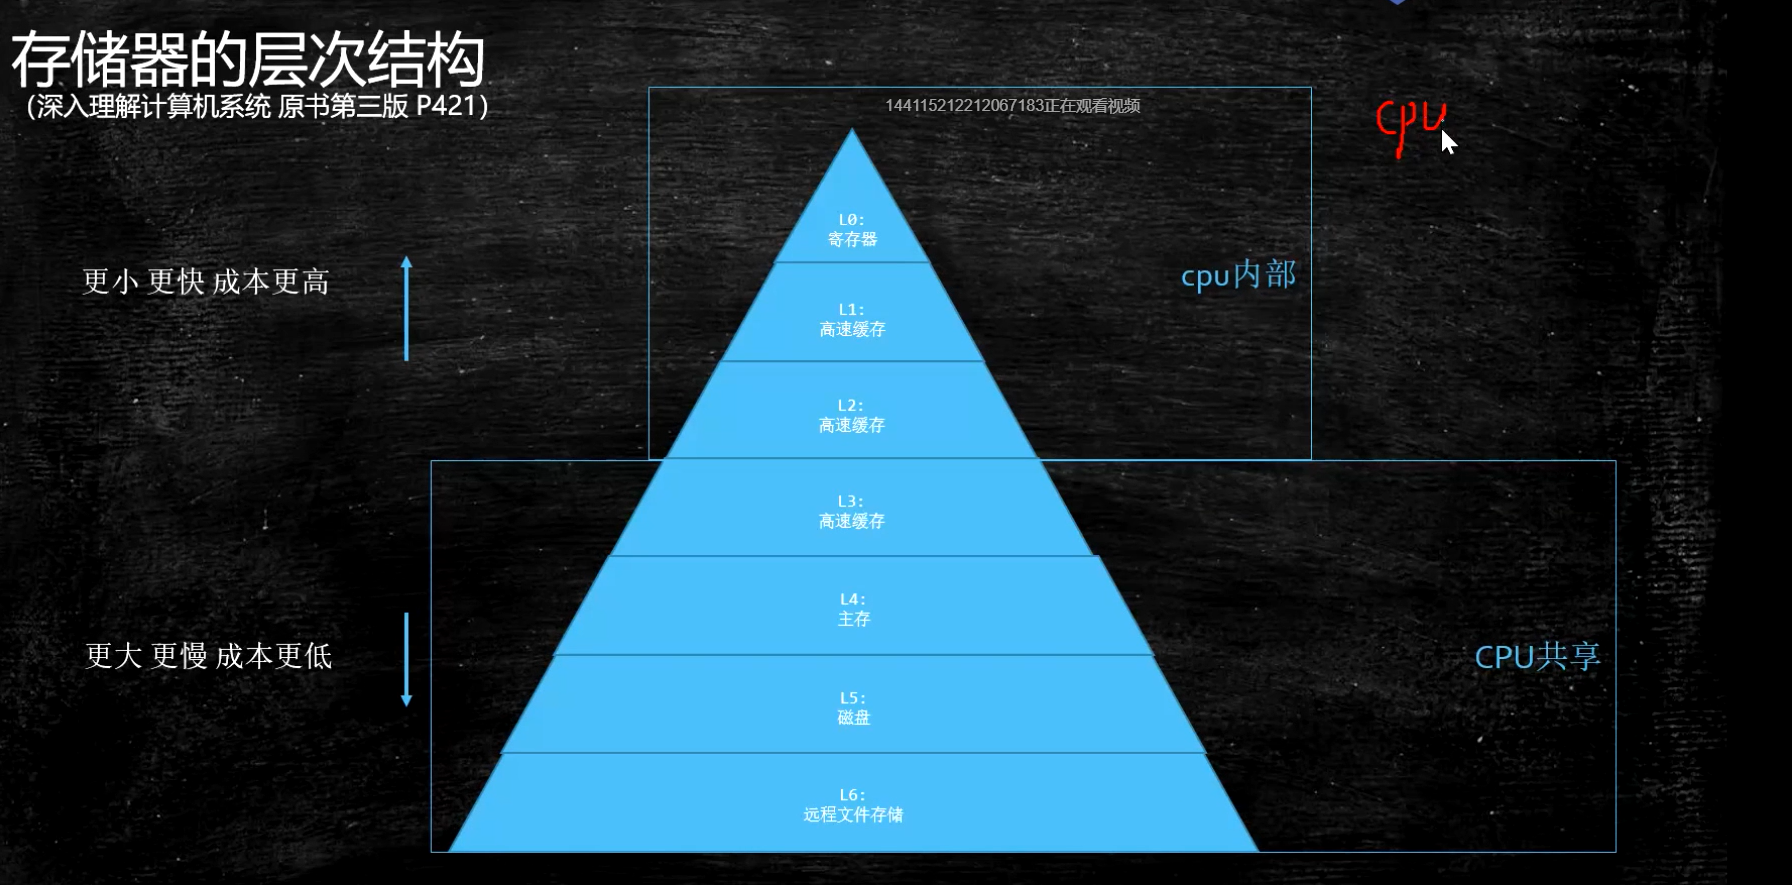 存储器的层次结构
（深入理解计算机系统 原书第三版 P421）
144115212212067183正在观看视频
cpu
L0:
寄存器
更小 更快 成本更高
cpu内部
L1:
高速缓存
L2:
高速缓存
L3:
高速缓存
L4:
主存
更大 更慢 成本更低
CPU共享
L5:
磁盘
L6:
远程文件存储